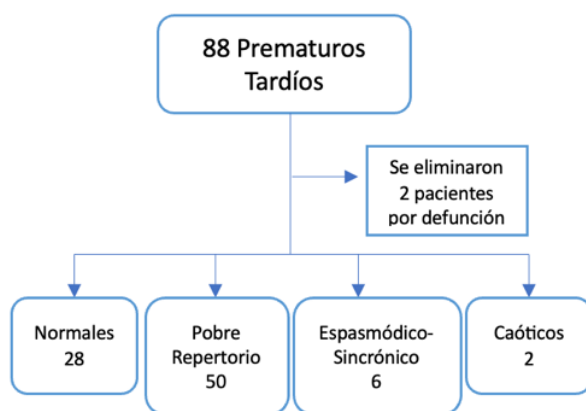 88 Prematuros
Tardíos
Se eliminaron
2 pacientes
por defunción
Normales
28
Pobre
Repertorio
50
Espasmódico-
Sincrónico
6
Caóticos
2